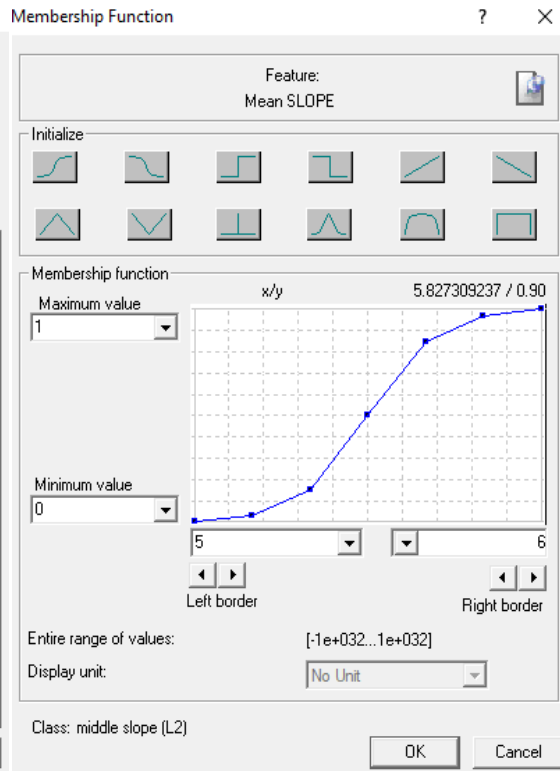 Membership Function ?
Feature:
Mean SLOPE
Initialize
Membership function
x/y 5.827309237 / 0.90
Maximum value
1
Minimum value
0
5 6
Left border Right border
Entire range of values: [-1e+032...1e+032]
Display unit: No Unit
Class: middle slope (L2)
OK Cancel